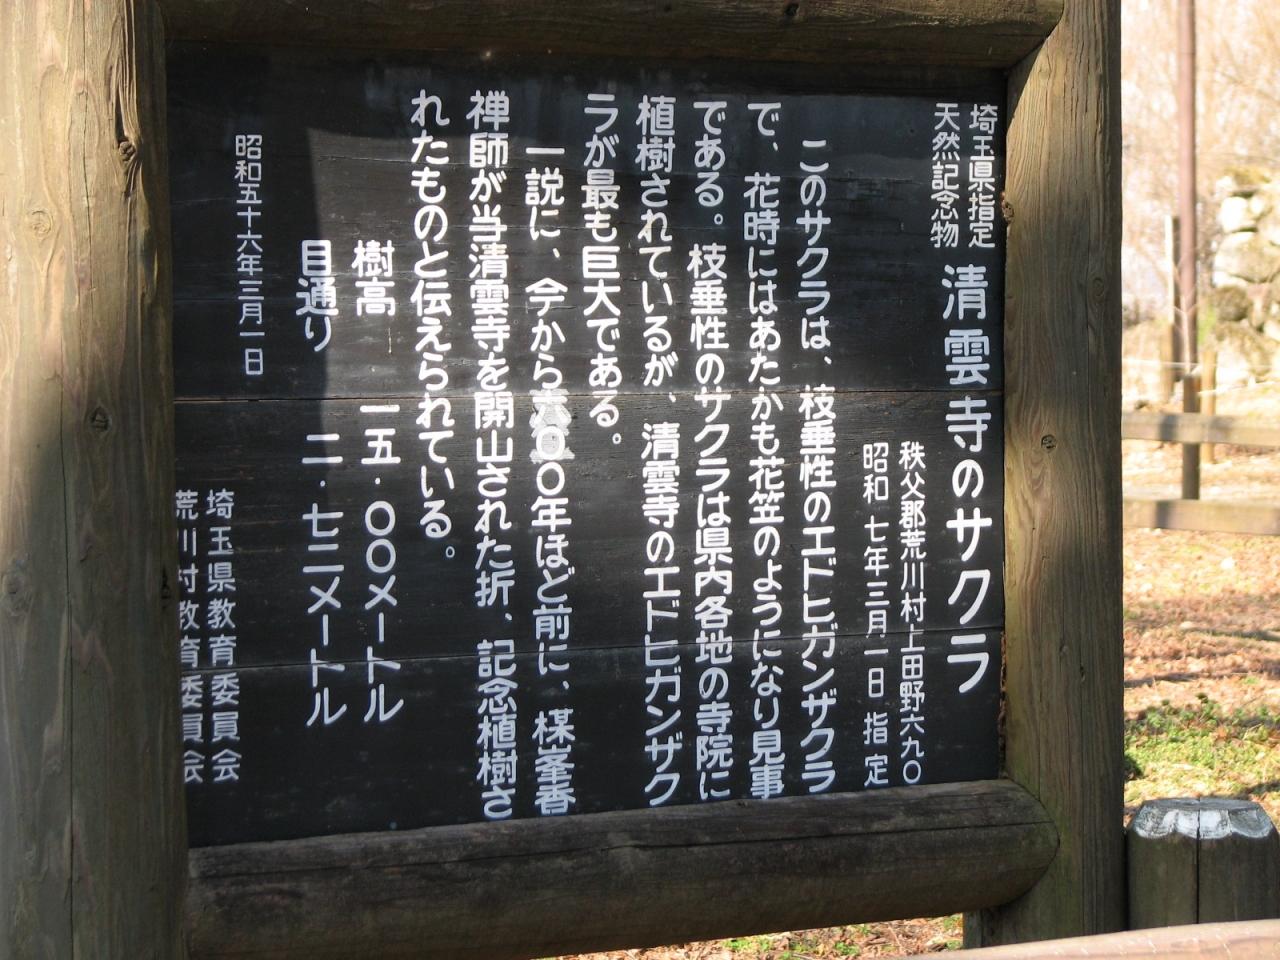 埼玉県指定
天然記念物
清雲寺のサクラ
秩父郡荒川村上田野六九〇
昭和 七年三月一日 指定
このサクラは、枝垂性のエドヒガンザクラ
で、花時にはあたかも花笠のようになり見事
である。枝垂性のサクラは県内各地の寺院に
植樹されているが、清雲寺のエドヒガンザク
ラが最も巨大である。
一説に、今から六〇〇年ほど前に、楳峯香
禅師が当清雲寺を開山された折、記念植樹さ
れたものと伝えられている。
樹高 一五・〇〇メートル
目通り 二・七二メートル
昭和五十六年三月一日
埼玉県教育委員会
荒川村教育委員会